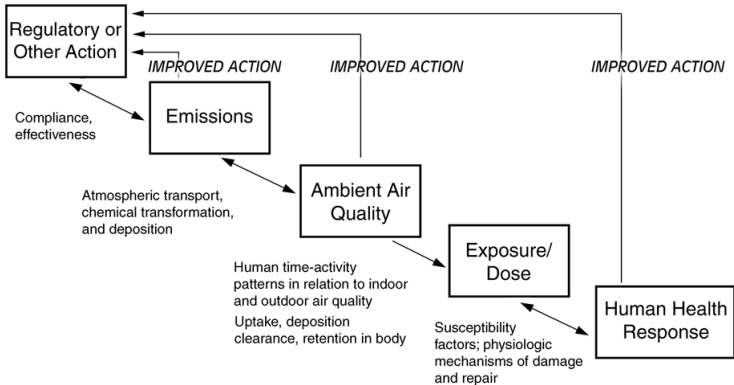 Regulatory or
Other Action
IMPROVED ACTION
IMPROVED ACTION
IMPROVED ACTION
Compliance,
effectiveness
Emissions
Atmospheric transport,
chemical transformation,
and deposition
Ambient Air
Quality
Human time-activity
patterns in relation to indoor
and outdoor air quality
Uptake, deposition
clearance, retention in body
Exposure/
Dose
Susceptibility
factors; physiologic
mechanisms of damage
and repair
Human Health
Response